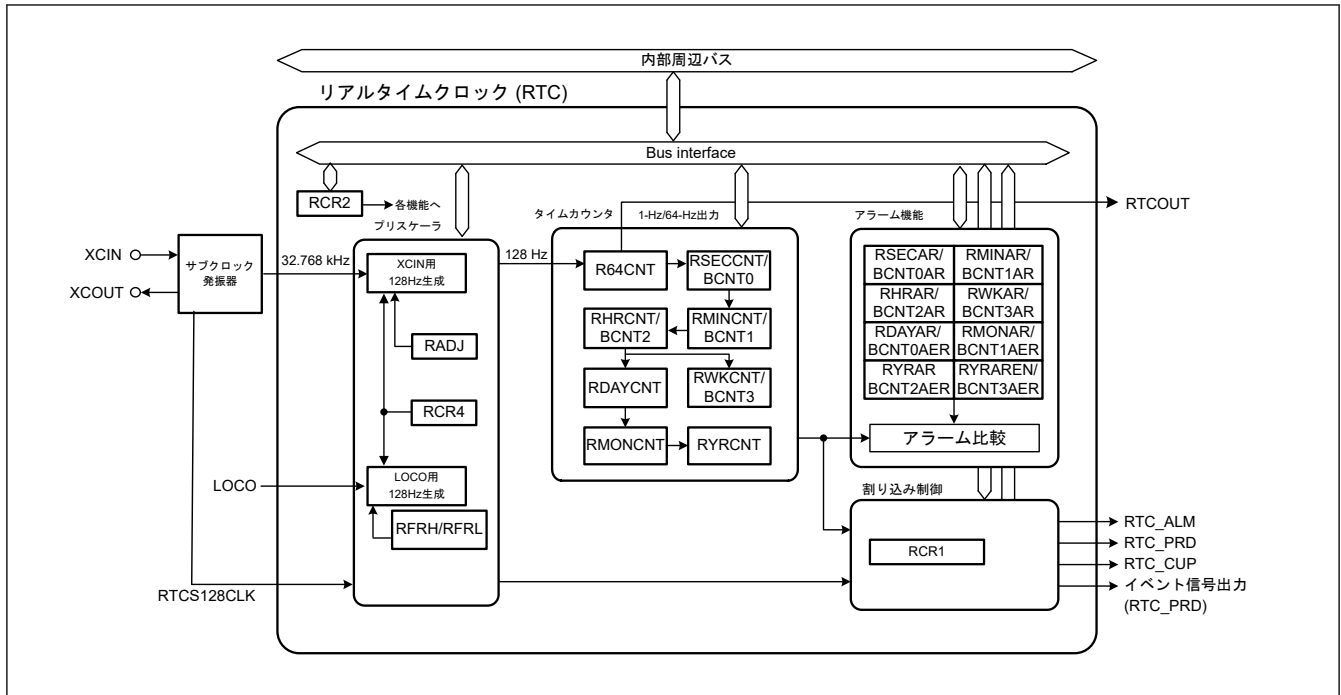 内部周辺バス
リアルタイムクロック (RTC)
Bus interface
RCR2
各機能へ
プリスケーラ
タイムカウンタ
1-Hz/64-Hz出力
アラーム機能
RTCOUT
XCIN
XCOUT
サブクロック
発振器
32.768 kHz
XCIN用
128Hz生成
RADJ
RCR4
LOCO
LOCO用
128Hz生成
RFRH/RFRL
RTCS128CLK
128 Hz
R64CNT
RSECCNT/
BCNT0
RHRCNT/
BCNT2
RMINCNT/
BCNT1
RDAYCNT
RWKCNT/
BCNT3
RMONCNT
RYRCNT
RSECAR/
BCNT0AR
RMINAR/
BCNT1AR
RHRAR/
BCNT2AR
RWKAR/
BCNT3AR
RDAYAR/
BCNT0AER
RMONAR/
BCNT1AER
RYRAR
BCNT2AER
RYRAREN/
BCNT3AER
アラーム比較
割り込み制御
RCR1
RTC_ALM
RTC_PRD
RTC_CUP
イベント信号出力
(RTC_PRD)